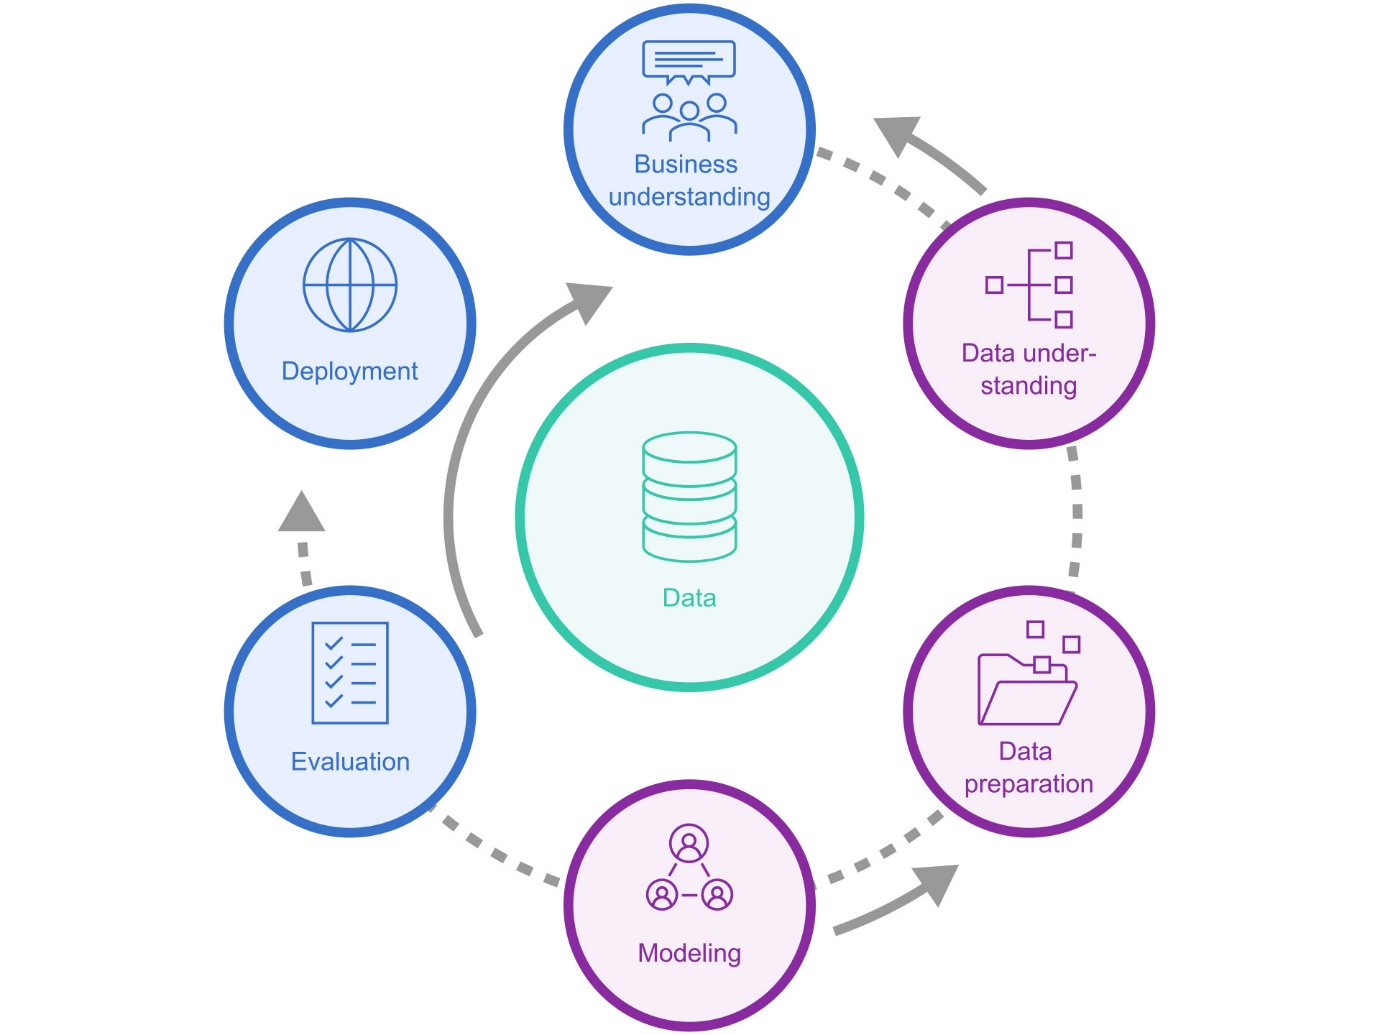 Business
understanding
Data under-
standing
Data
preparation
Modeling
Evaluation
Deployment
Data